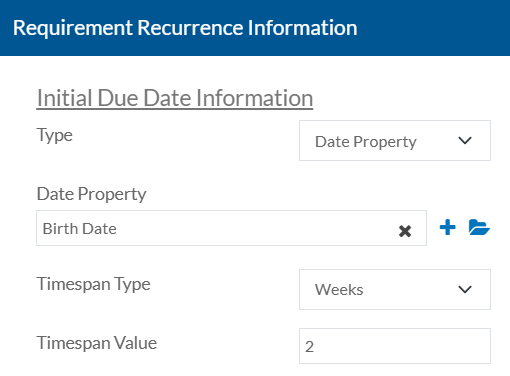 Requirement Recurrence Information
Initial Due Date Information
Type
Date Property
Date Property
Birth Date
Timespan Type
Weeks
Timespan Value
2